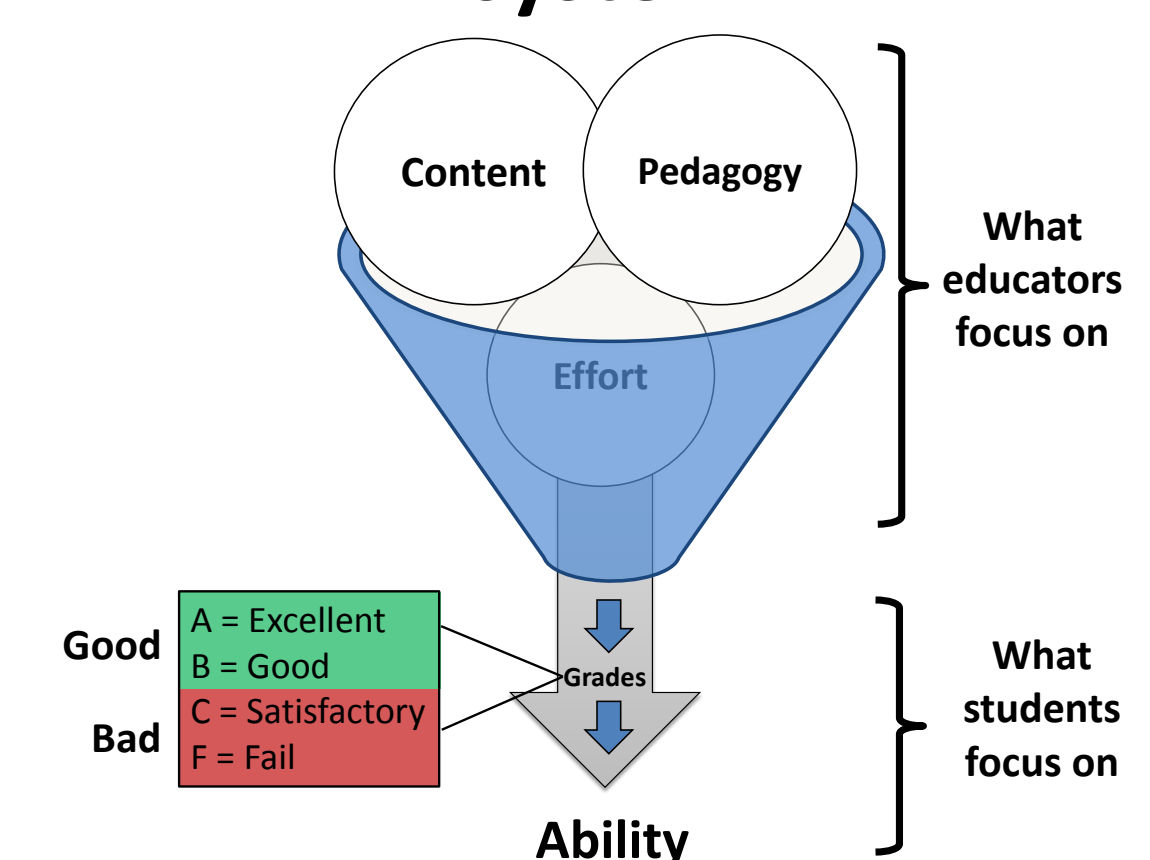 Content
Pedagogy
What
educators
focus on
Effort
A = Excellent
Good
B = Good
C = Satisfactory
Bad
F = Fail
Grades
What
students
focus on
Ability